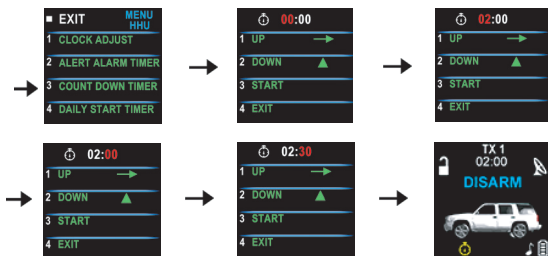 EXIT MENU
HHU
1 CLOCK ADJUST
2 ALERT ALARM TIMER
3 COUNT DOWN TIMER
4 DAILY START TIMER
00:00
1 UP
2 DOWN
3 START
4 EXIT
02:00
1 UP
2 DOWN
3 START
4 EXIT
02:00
1 UP
2 DOWN
3 START
4 EXIT
02:30
1 UP
2 DOWN
3 START
4 EXIT
TX 1
02:00
DISARM